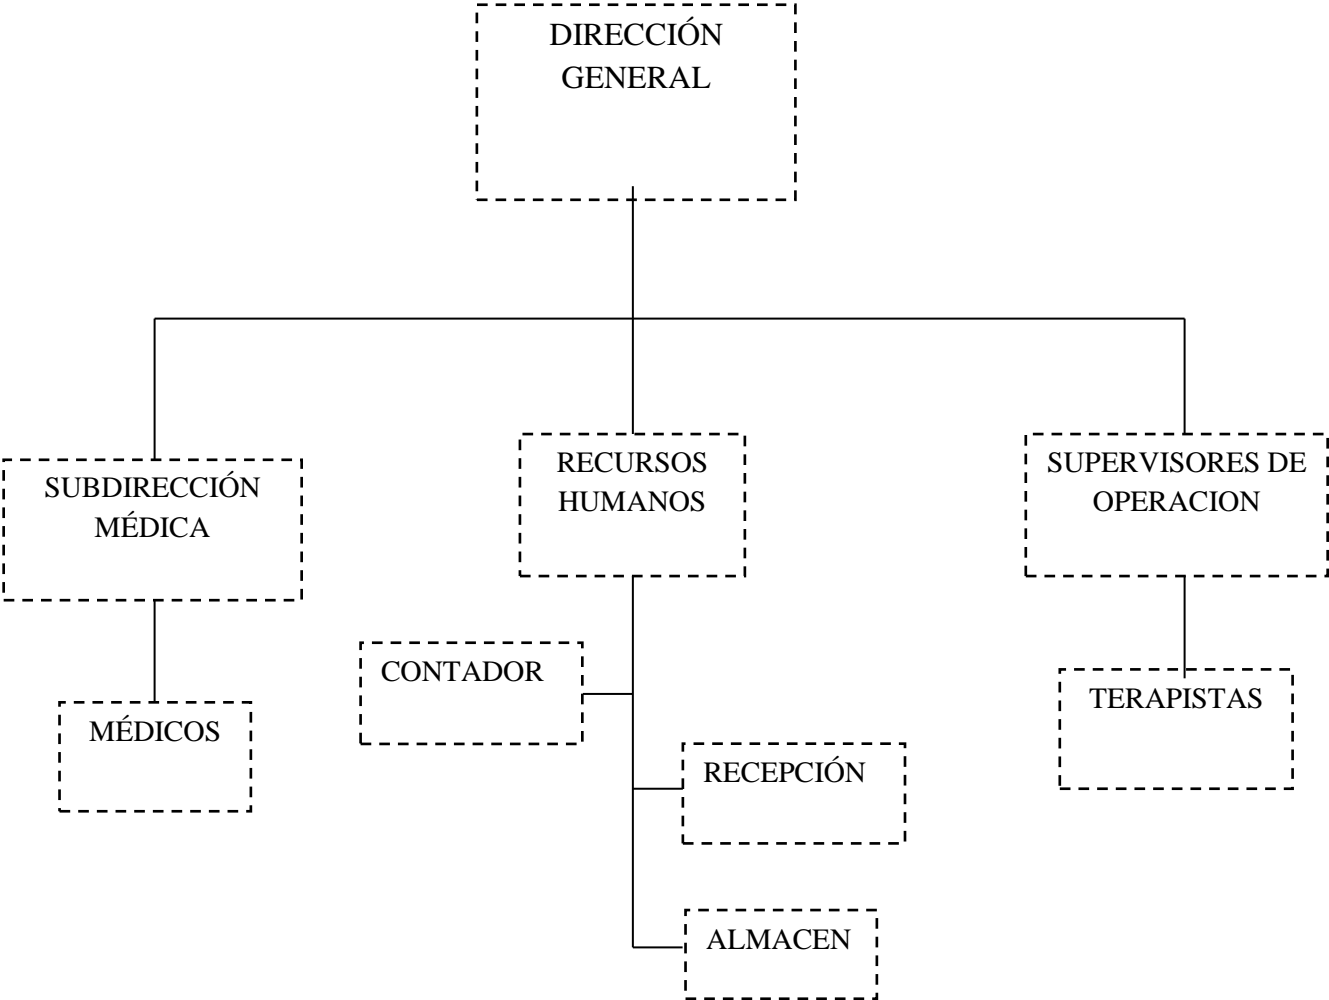 DIRECCIÓN
GENERAL
SUBDIRECCIÓN
MÉDICA
RECURSOS
HUMANOS
SUPERVISORES DE
OPERACION
CONTADOR
MÉDICOS
RECEPCIÓN
TERAPISTAS
ALMACEN